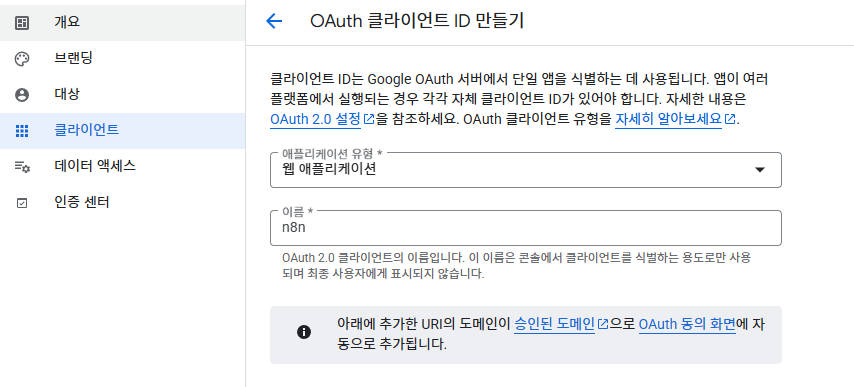 개요
브랜딩
대상
클라이언트
데이터 액세스
인증 센터
OAuth 클라이언트 ID 만들기
클라이언트 ID는 Google OAuth 서버에서 단일 앱을 식별하는 데 사용됩니다. 앱이 여러
플랫폼에서 실행되는 경우 각각 자체 클라이언트 ID가 있어야 합니다. 자세한 내용은
OAuth 2.0 설정을 참조하세요. OAuth 클라이언트 유형을 자세히 알아보세요.
애플리케이션 유형 *
웹 애플리케이션
이름 *
n8n
OAuth 2.0 클라이언트의 이름입니다. 이 이름은 콘솔에서 클라이언트를 식별하는 용도로만 사용
되며 최종 사용자에게 표시되지 않습니다.
아래에 추가한 URI의 도메인이 승인된 도메인으로 OAuth 동의 화면에 자
동으로 추가됩니다.